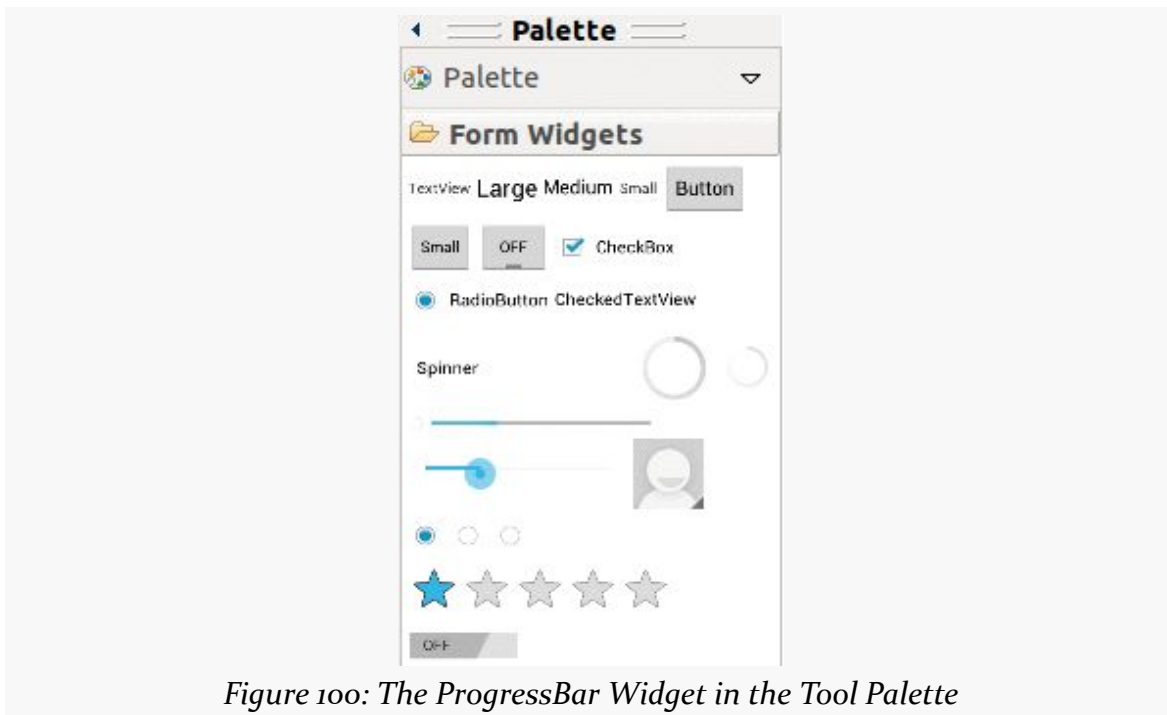 Palette
Palette
Form Widgets
TextView Large Medium Small Button
Small OFF CheckBox
RadioButton CheckedTextView
Spinner
OFF
Figure 100: The ProgressBar Widget in the Tool Palette